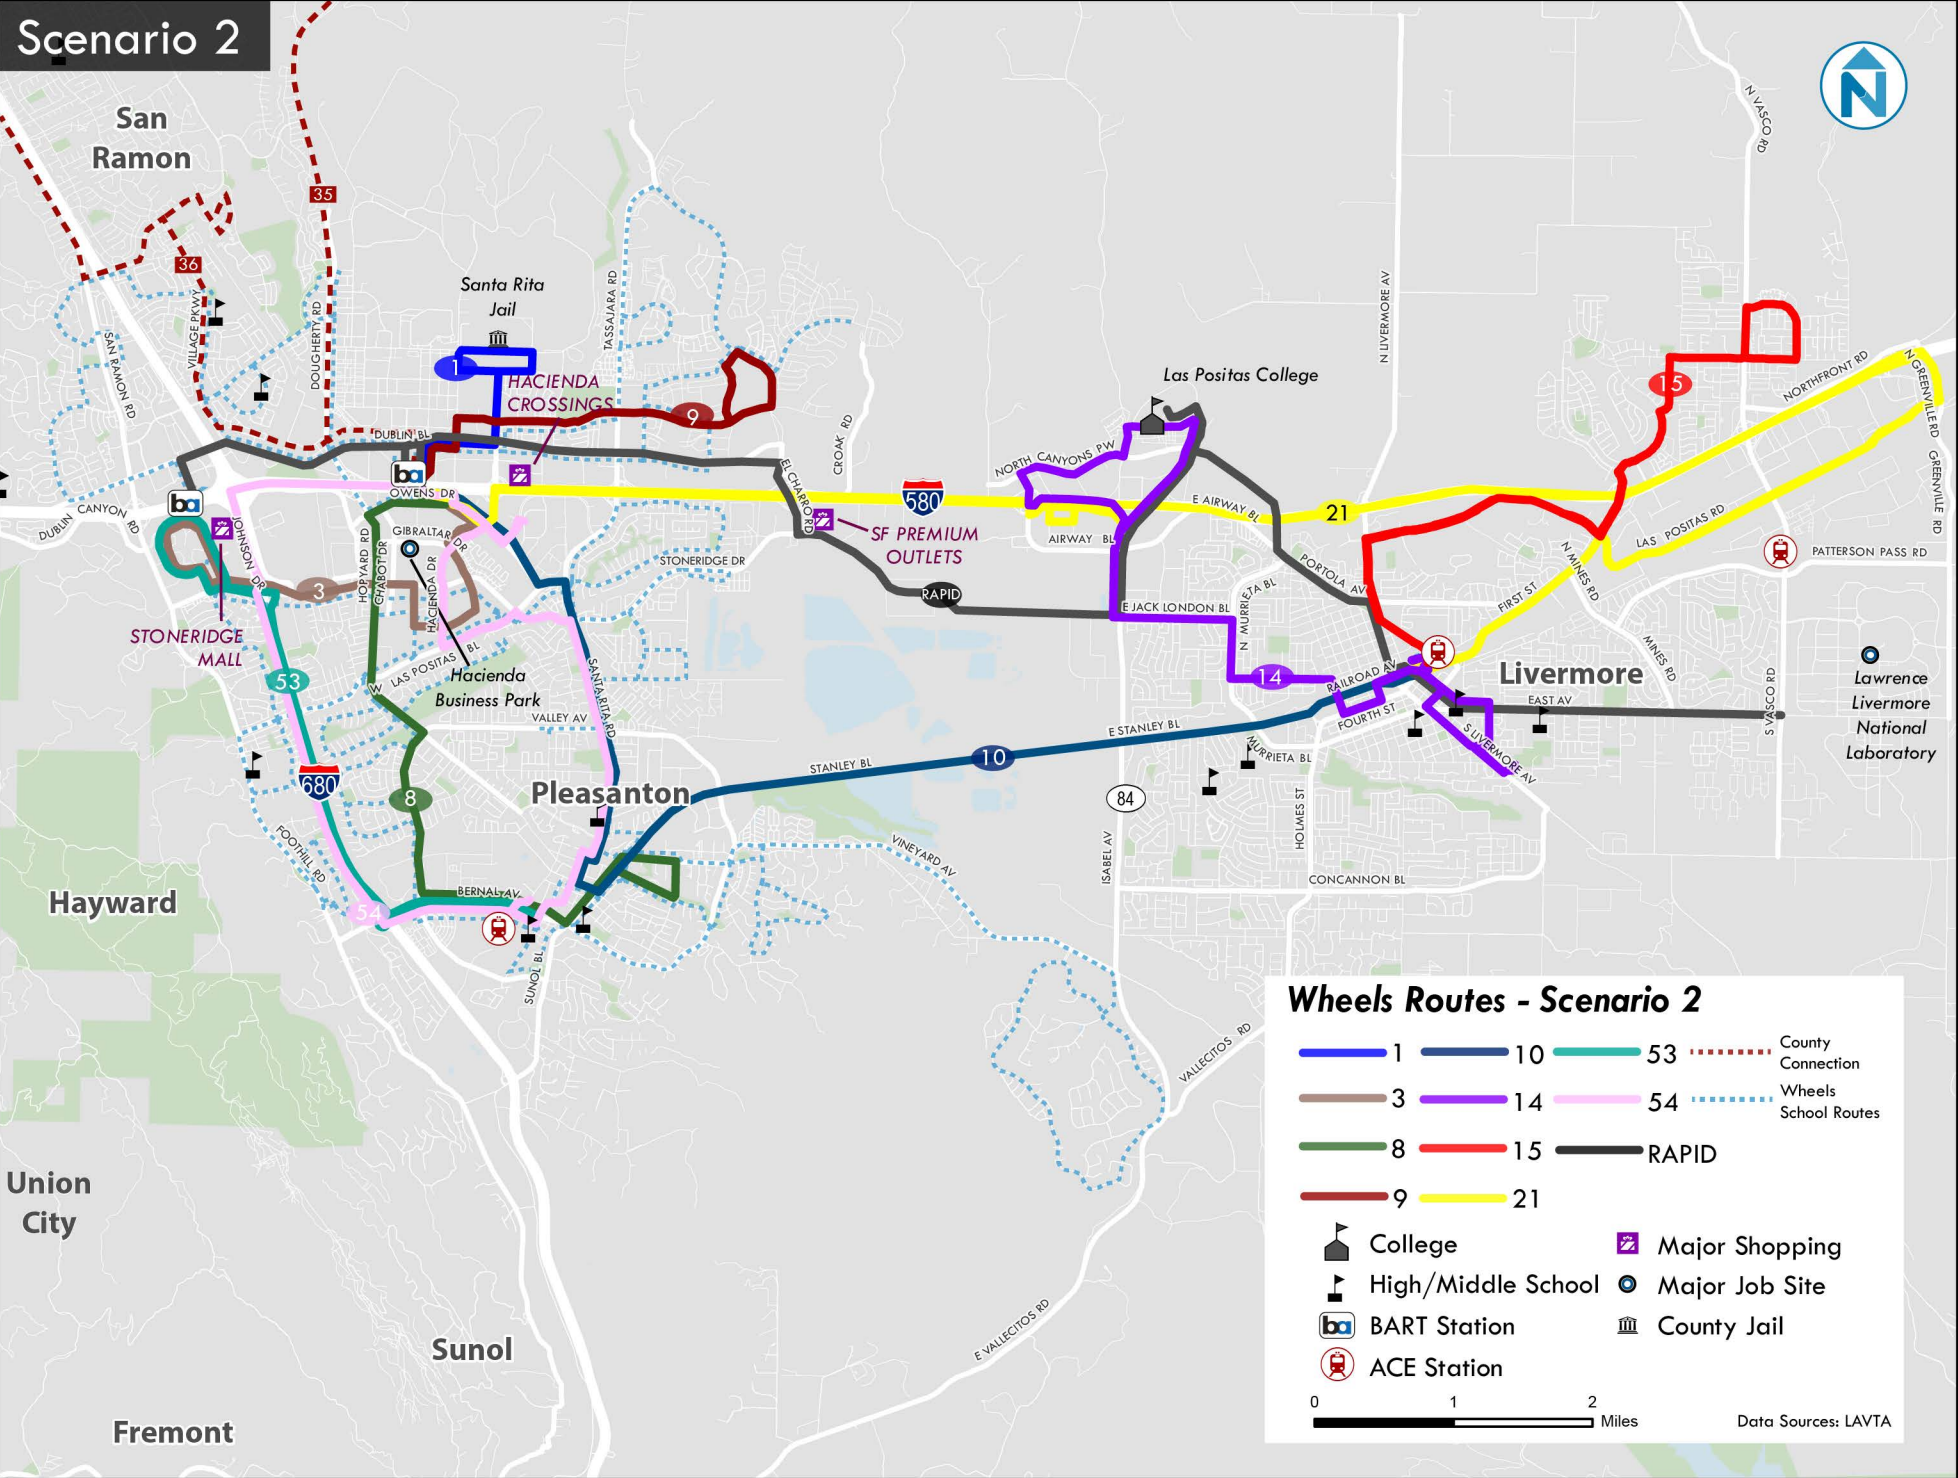 Scenario 2
San
Ramon
35
36
N VASCO RD
Santa Rita
Jail
1
HACIENDA
CROSSINGS
9
VILLAGE PKWY
DOUGHERTY RD
SAN RAMON RD
TASSAJARA RD
N LIVERMORE AV
Las Positas College
15
NORTHFRONT RD
N GREENVILLE RD
GREENVILLE RD
DUBLIN BL
ba
OWENS DR
ba
DUBLIN CANYON RD
CROAK RD
EL CHARRO RD
NORTH CANYONS PW
580
E AIRWAY BL
21
AIRWAY BL
LAS POSITAS RD
SF PREMIUM
OUTLETS
JOHNSON DR
GIBRALTAR DR
HOPYARD RD
CHABOT DR
HACIENDA DR
STONERIDGE DR
PATTERSON PASS RD
N MINES RD
PORTOLA AV
3
RAPID
E JACK LONDON BL
N MURRIETA BL
FIRST ST
STONERIDGE
MALL
53
W LAS POSITAS BL
Hacienda
Business Park
SANTA RITA RD
VALLEY AV
14
RAILROAD AV
Livermore
MINES RD
EAST AV
S VASCO RD
Lawrence
Livermore
National
Laboratory
FOURTH ST
S LIVERMORE AV
E STANLEY BL
MURRIETA BL
STANLEY BL
10
680
8
Pleasanton
84
HOLMES ST
ISABEL AV
FOOTHILL RD
VINEYARD AV
CONCANNON BL
Hayward
54
BERNAL AV
SUNOL BL
VALLECITOS RD
Union
City
E VALLECITOS RD
Sunol
Fremont
Wheels Routes - Scenario 2
1
10
53
County
Connection
3
14
54
Wheels
School Routes
8
15
RAPID
9
21
College
Major Shopping
High/Middle School
Major Job Site
ba BART Station
County Jail
ACE Station
0 1 2
Miles
Data Sources: LAVTA
N